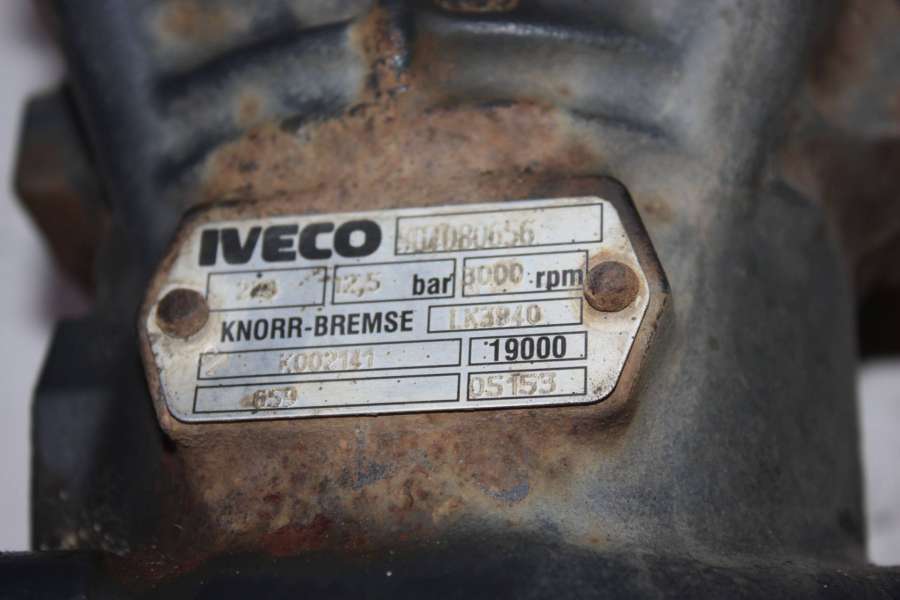 IVECO 504080656
12,5 bar 3000 rpm
KNORR-BREMSE LK3840
K002141 19000
659 05153